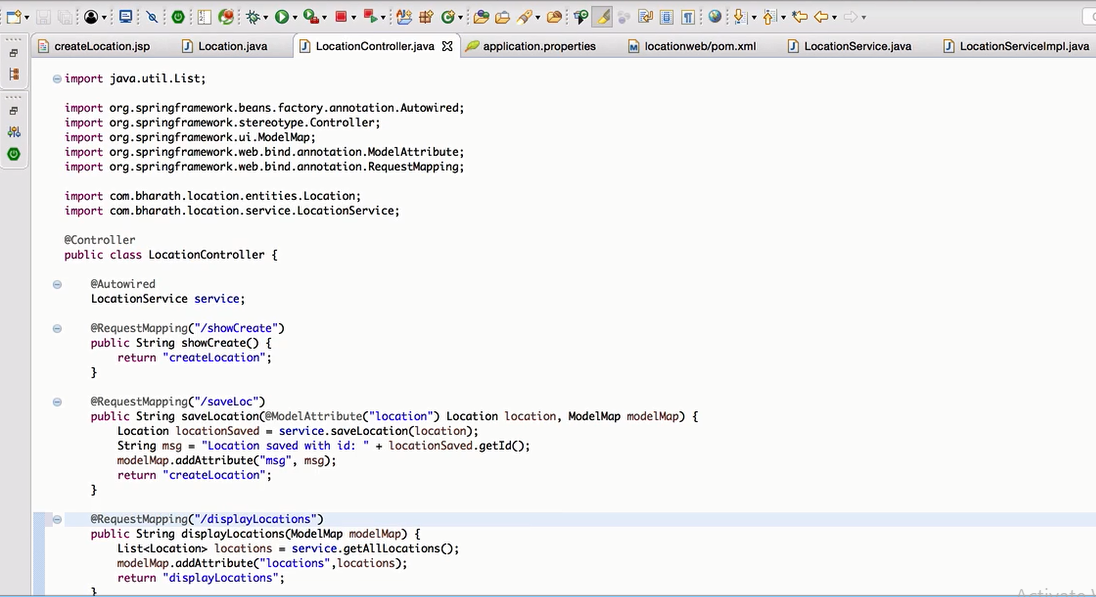 createLocation.jsp
Location.java
LocationController.java
application.properties
locationweb/pom.xml
LocationService.java
LocationServiceImpl.java
import java.util.List;
import org.springframework.beans.factory.annotation.Autowired;
import org.springframework.stereotype.Controller;
import org.springframework.ui.ModelMap;
import org.springframework.web.bind.annotation.ModelAttribute;
import org.springframework.web.bind.annotation.RequestMapping;
import com.bharath.location.entities.Location;
import com.bharath.location.service.LocationService;
@Controller
public class LocationController {
@Autowired
LocationService service;
@RequestMapping("/showCreate")
public String showCreate() {
return "createLocation";
}
@RequestMapping("/saveLoc")
public String saveLocation(@ModelAttribute("location") Location location, ModelMap modelMap) {
Location locationSaved = service.saveLocation(location);
String msg = "Location saved with id: " + locationSaved.getId();
modelMap.addAttribute("msg", msg);
return "createLocation";
}
@RequestMapping("/displayLocations")
public String displayLocations(ModelMap modelMap) {
List<Location> locations = service.getAllLocations();
modelMap.addAttribute("locations",locations);
return "displayLocations";
}